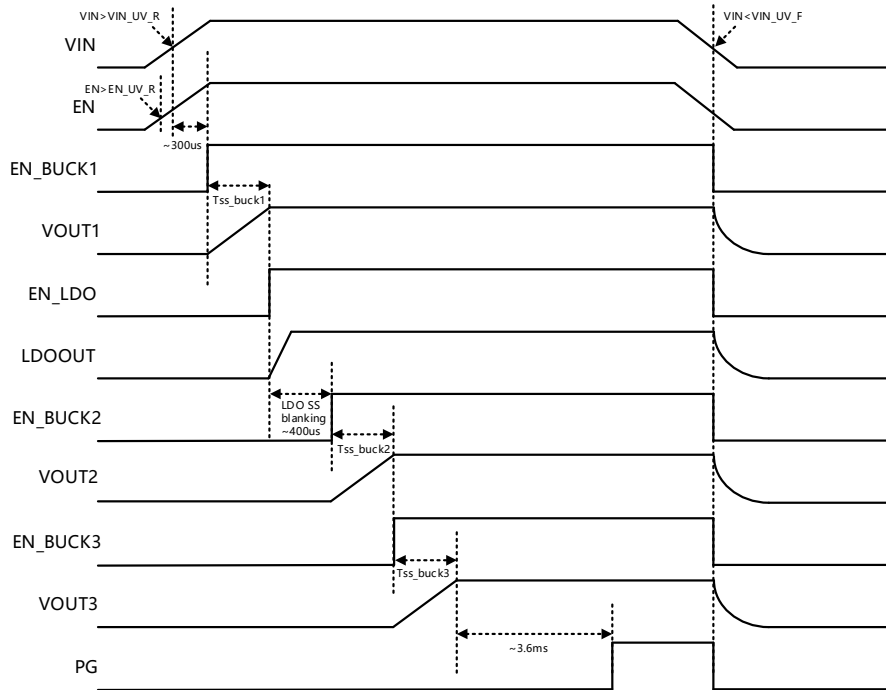 VIN>VIN_UV_R
VIN<VIN_UV_F
VIN
EN>EN_UV_R
EN
~300us
EN_BUCK1
Tss_buck1
VOUT1
EN_LDO
LDOOUT
LDO SS
blanking
~400us
EN_BUCK2
Tss_buck2
VOUT2
EN_BUCK3
Tss_buck3
VOUT3
~3.6ms
PG